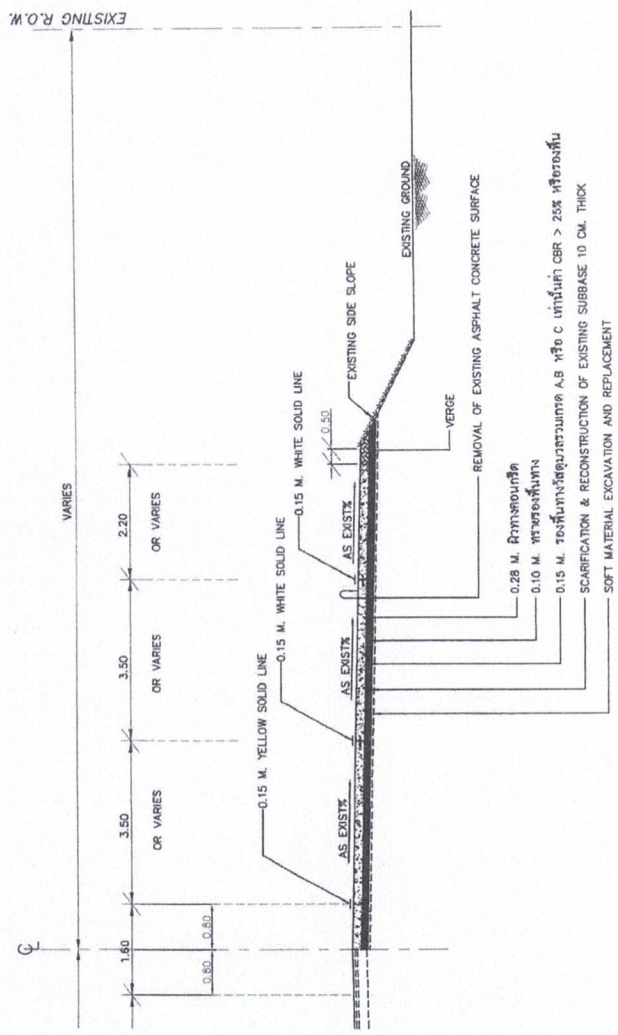 EXISTING R.O.W.
VARIES
℄
1.60
0.80
0.80
3.50
OR VARIES
3.50
OR VARIES
2.20
OR VARIES
0.15 M. YELLOW SOLID LINE
0.15 M. WHITE SOLID LINE
0.15 M. WHITE SOLID LINE
0.50
AS EXIST%
AS EXIST%
AS EXIST%
EXISTING SIDE SLOPE
EXISTING GROUND
VERGE
REMOVAL OF EXISTING ASPHALT CONCRETE SURFACE
0.28 M. ผิวทางคอนกรีต
0.10 M. ทรายรองพื้นทาง
0.15 M. รองพื้นทางวัสดุมวลรวมเกรด A,B หรือ C เท่านั้นค่า CBR > 25% หรือรองพื้น
SCARIFICATION & RECONSTRUCTION OF EXISTING SUBBASE 10 CM. THICK
SOFT MATERIAL EXCAVATION AND REPLACEMENT